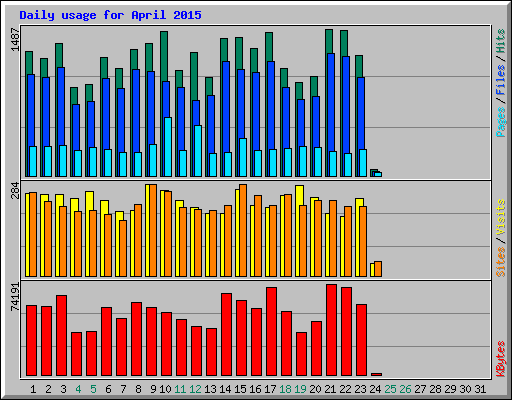 Daily usage for April 2015
1487
Pages / Files / Hits
284
Sites / Visits
74191
KBytes
1 2 3 4 5 6 7 8 9 10 11 12 13 14 15 16 17 18 19 20 21 22 23 24 25 26 27 28 29 30 31